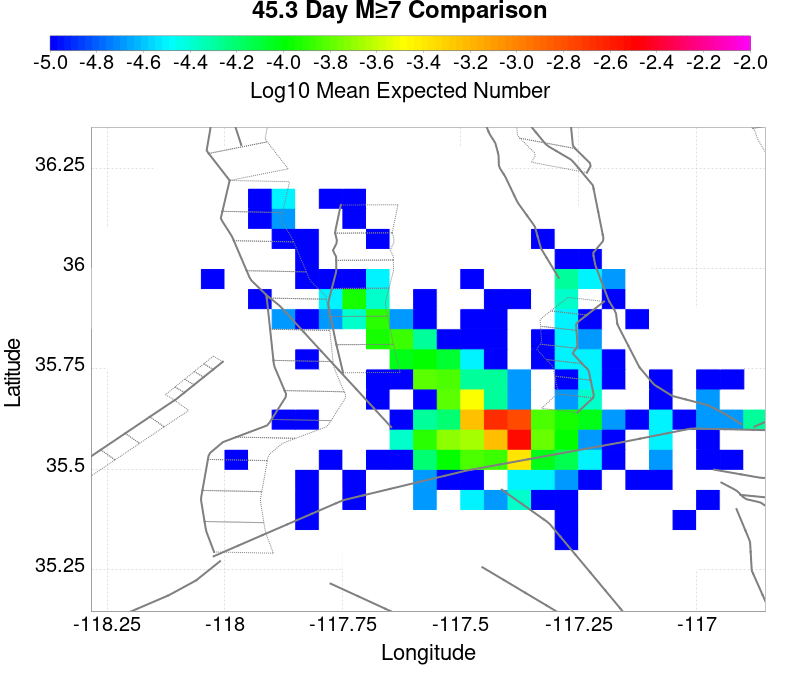 45.3 Day M≥7 Comparison
-5.0 -4.8 -4.6 -4.4 -4.2 -4.0 -3.8 -3.6 -3.4 -3.2 -3.0 -2.8 -2.6 -2.4 -2.2 -2.0
Log10 Mean Expected Number
36.25
36
35.75
35.5
35.25
Latitude
-118.25 -118 -117.75 -117.5 -117.25 -117
Longitude